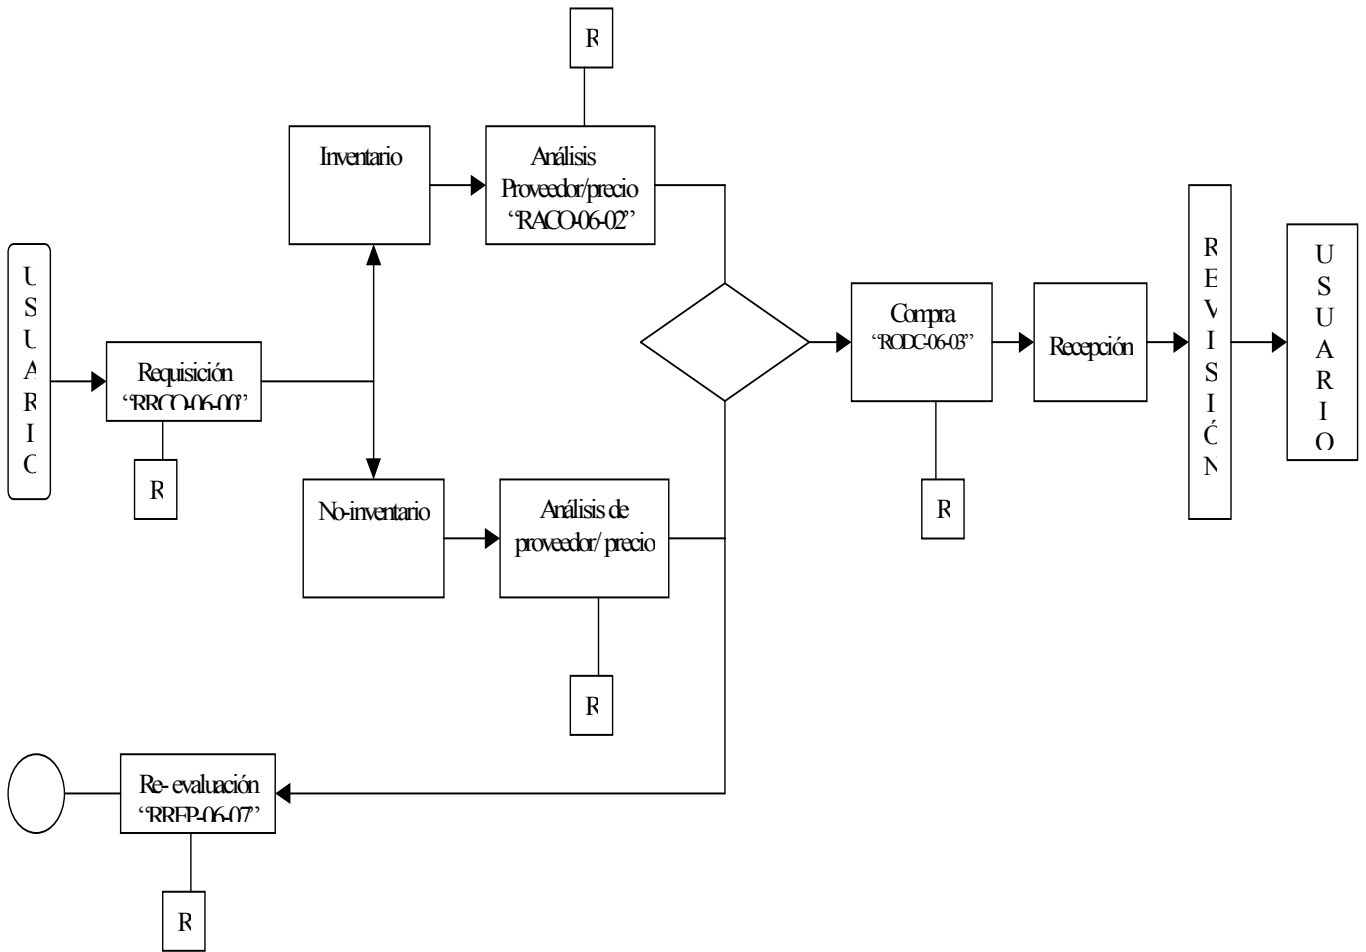 R
Inventario
Análisis
Proveedor/precio
“RACO-06-02”
USUARIO
Requisición
“RRCO-06-00”
R
No-inventario
Análisis de
proveedor/ precio
R
Compra
“RODC-06-03”
R
Recepción
REVISIÓN
USUARIO
Re- evaluación
“RREP-06-07”
R